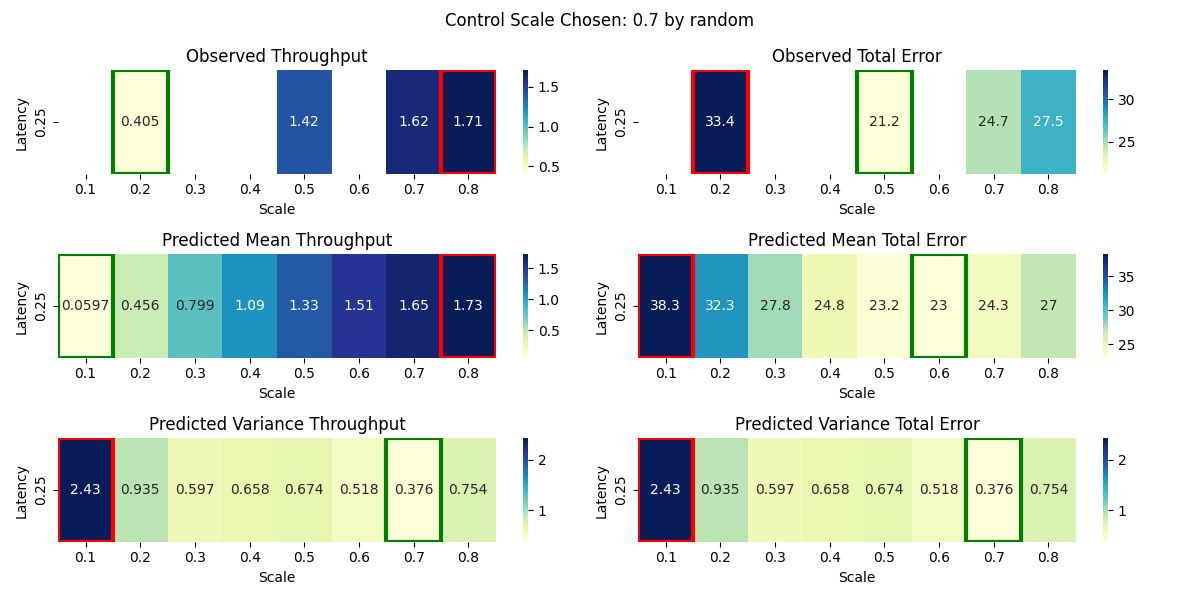 Control Scale Chosen: 0.7 by random
Observed Throughput
Latency
0.25
0.405 1.42 1.62 1.71
1.5
1.0
0.5
0.1 0.2 0.3 0.4 0.5 0.6 0.7 0.8
Scale
Observed Total Error
Latency
0.25
33.4 21.2 24.7 27.5
30
25
0.1 0.2 0.3 0.4 0.5 0.6 0.7 0.8
Scale
Predicted Mean Throughput
Latency
0.25
0.0597 0.456 0.799 1.09 1.33 1.51 1.65 1.73
1.5
1.0
0.5
0.1 0.2 0.3 0.4 0.5 0.6 0.7 0.8
Scale
Predicted Mean Total Error
Latency
0.25
38.3 32.3 27.8 24.8 23.2 23 24.3 27
35
30
25
0.1 0.2 0.3 0.4 0.5 0.6 0.7 0.8
Scale
Predicted Variance Throughput
Latency
0.25
2.43 0.935 0.597 0.658 0.674 0.518 0.376 0.754
2
1
0.1 0.2 0.3 0.4 0.5 0.6 0.7 0.8
Scale
Predicted Variance Total Error
Latency
0.25
2.43 0.935 0.597 0.658 0.674 0.518 0.376 0.754
2
1
0.1 0.2 0.3 0.4 0.5 0.6 0.7 0.8
Scale